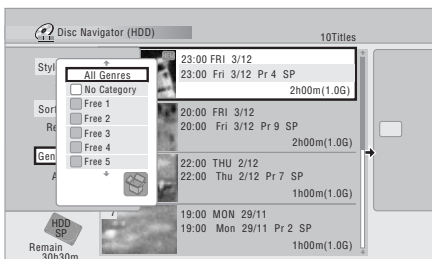 Disc Navigator (HDD)
10Titles
Styl
All Genres
No Category
Free 1
Free 2
Free 3
Free 4
Free 5
Sort
Re
Gen
A
HDD
SP
Remain
30h30m
23:00 FRI 3/12
23:00 Fri 3/12 Pr 4 SP
2h00m(1.0G)
20:00 FRI 3/12
20:00 Fri 3/12 Pr 9 SP
2h00m(1.0G)
22:00 THU 2/12
22:00 Thu 2/12 Pr 7 SP
1h00m(1.0G)
19:00 MON 29/11
19:00 Mon 29/11 Pr 2 SP
1h00m(1.0G)